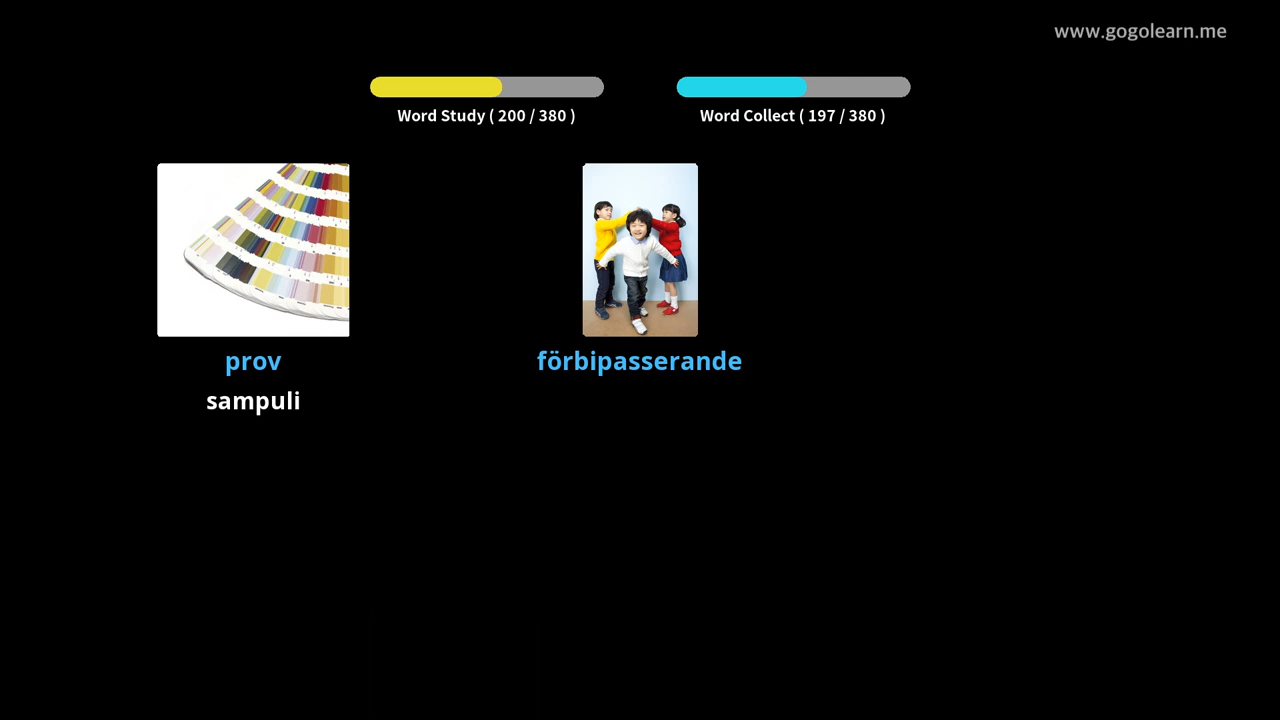 www.gogolearn.me
Word Study ( 200 / 380 )
Word Collect ( 197 / 380 )
prov
förbipasserande
sampuli